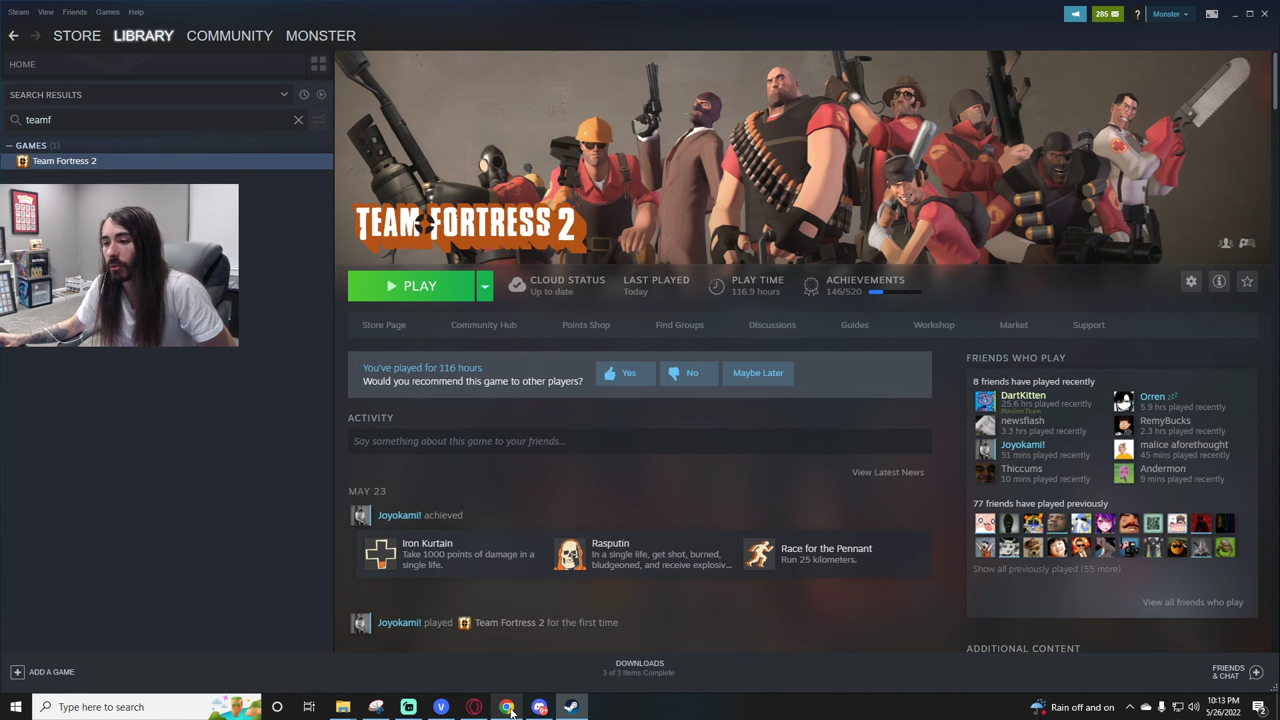 Steam View Friends Games Help
285
?
Monster
STORE LIBRARY COMMUNITY MONSTER
HOME
SEARCH RESULTS
teamf
GAMES (1)
Team Fortress 2
TEAM FORTRESS 2
PLAY
CLOUD STATUS
Up to date
LAST PLAYED
Today
PLAY TIME
116.9 hours
ACHIEVEMENTS
146/520
Store Page Community Hub Points Shop Find Groups Discussions Guides Workshop Market Support
You've played for 116 hours
Would you recommend this game to other players?
Yes
No
Maybe Later
ACTIVITY
Say something about this game to your friends...
View Latest News
MAY 23
Joyokami! achieved
Iron Kurtain
Take 1000 points of damage in a
single life.
Rasputin
In a single life, get shot, burned,
bludgeoned, and receive explosiv...
Race for the Pennant
Run 25 kilometers.
Joyokami! played Team Fortress 2 for the first time
FRIENDS WHO PLAY
8 friends have played recently
DartKitten
25.6 hrs played recently
Orren zzz
5.9 hrs played recently
newsflash
3.3 hrs played recently
RemyBucks
2.3 hrs played recently
Joyokami!
51 mins played recently
malice aforethought
45 mins played recently
Thiccums
10 mins played recently
Andermon
9 mins played recently
77 friends have played previously
Show all previously played (55 more)
View all friends who play
ADDITIONAL CONTENT
ADD A GAME
DOWNLOADS
3 of 3 Items Complete
FRIENDS
& CHAT
Type here to search
Rain off and on
10:13 PM
5/26/2022
2